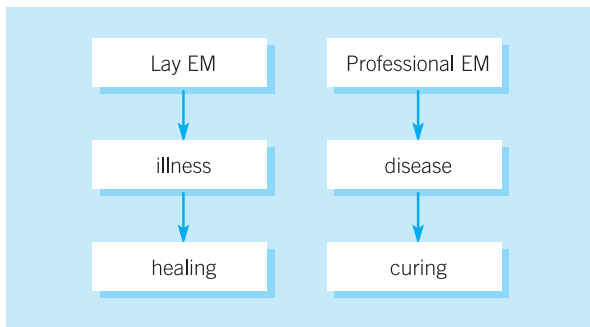 Lay EM
Professional EM
illness
disease
healing
curing